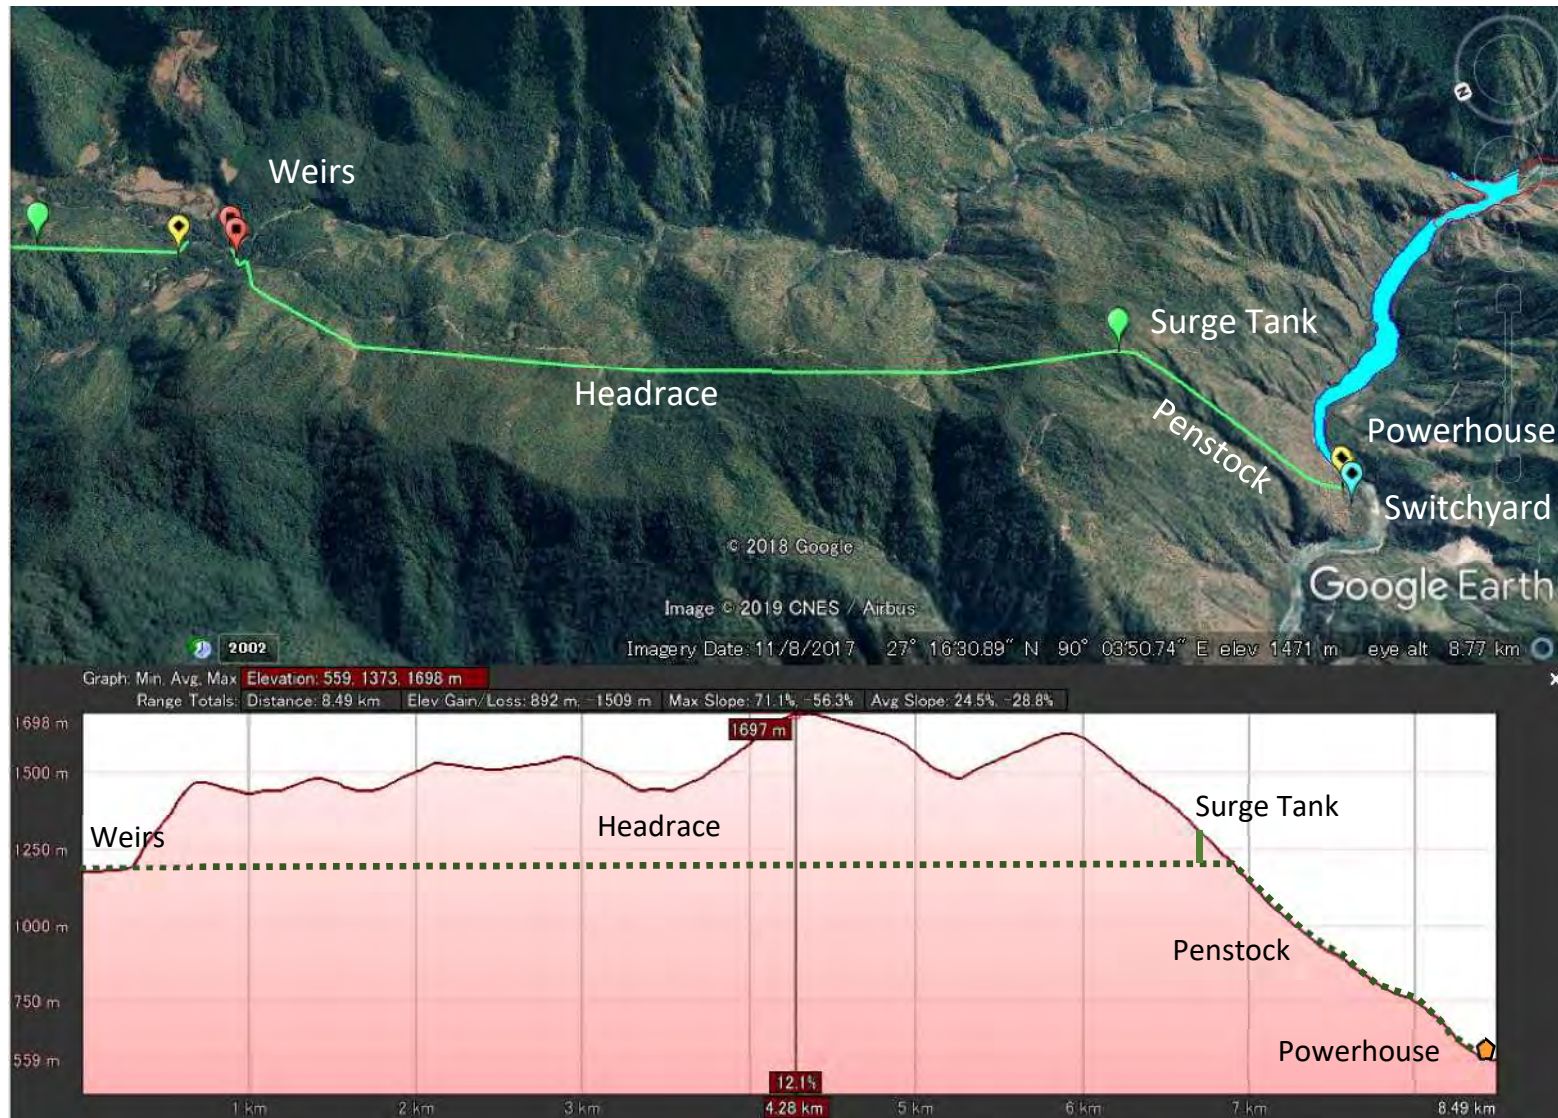 Weirs
N
Surge Tank
Headrace
Penstock
Powerhouse
Switchyard
© 2018 Google
Google Earth
Image © 2019 CNES / Airbus
2002
Imagery Date: 11/8/2017 27° 16'30.89" N 90° 03'50.74" E elev 1471 m eye alt 8.77 km
Graph: Min, Avg, Max Elevation: 559, 1373, 1698 m
Range Totals: Distance: 8.49 km Elev Gain/Loss: 892 m, -1509 m Max Slope: 71.1%, -56.3% Avg Slope: 24.5%, -28.8%
1698 m
1697 m
1500 m
Surge Tank
Weirs
Headrace
1250 m
1000 m
Penstock
750 m
Powerhouse
559 m
12.1%
1 km 2 km 3 km 4.28 km 5 km 6 km 7 km 8.49 km